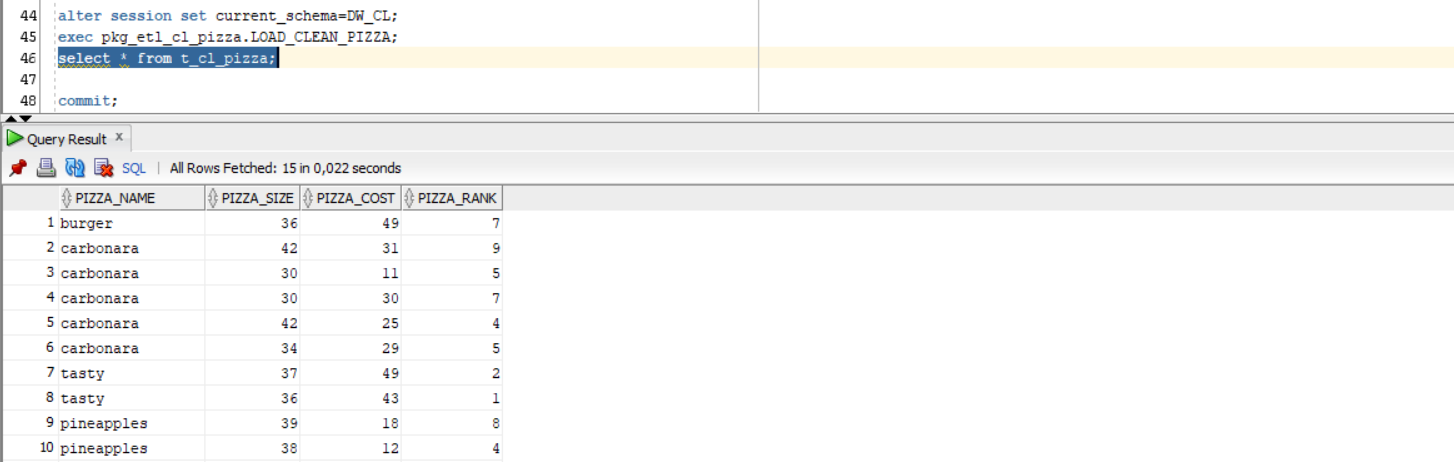 44 alter session set current_schema=DW_CL;
45 exec pkg_etl_cl_pizza.LOAD_CLEAN_PIZZA;
46 select * from t_cl_pizza;
47
48 commit;
Query Result x
SQL | All Rows Fetched: 15 in 0,022 seconds
PIZZA_NAME PIZZA_SIZE PIZZA_COST PIZZA_RANK
1 burger 36 49 7
2 carbonara 42 31 9
3 carbonara 30 11 5
4 carbonara 30 30 7
5 carbonara 42 25 4
6 carbonara 34 29 5
7 tasty 37 49 2
8 tasty 36 43 1
9 pineapples 39 18 8
10 pineapples 38 12 4